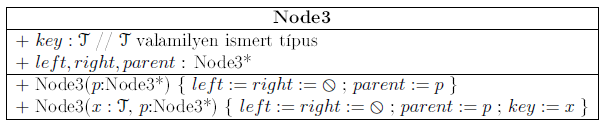 Node3
+ key : 𝒯 // 𝒯 valamilyen ismert típus
+ left, right, parent : Node3*
+ Node3(p:Node3*) { left := right := ⦸ ; parent := p }
+ Node3(x : 𝒯, p:Node3*) { left := right := ⦸ ; parent := p ; key := x }